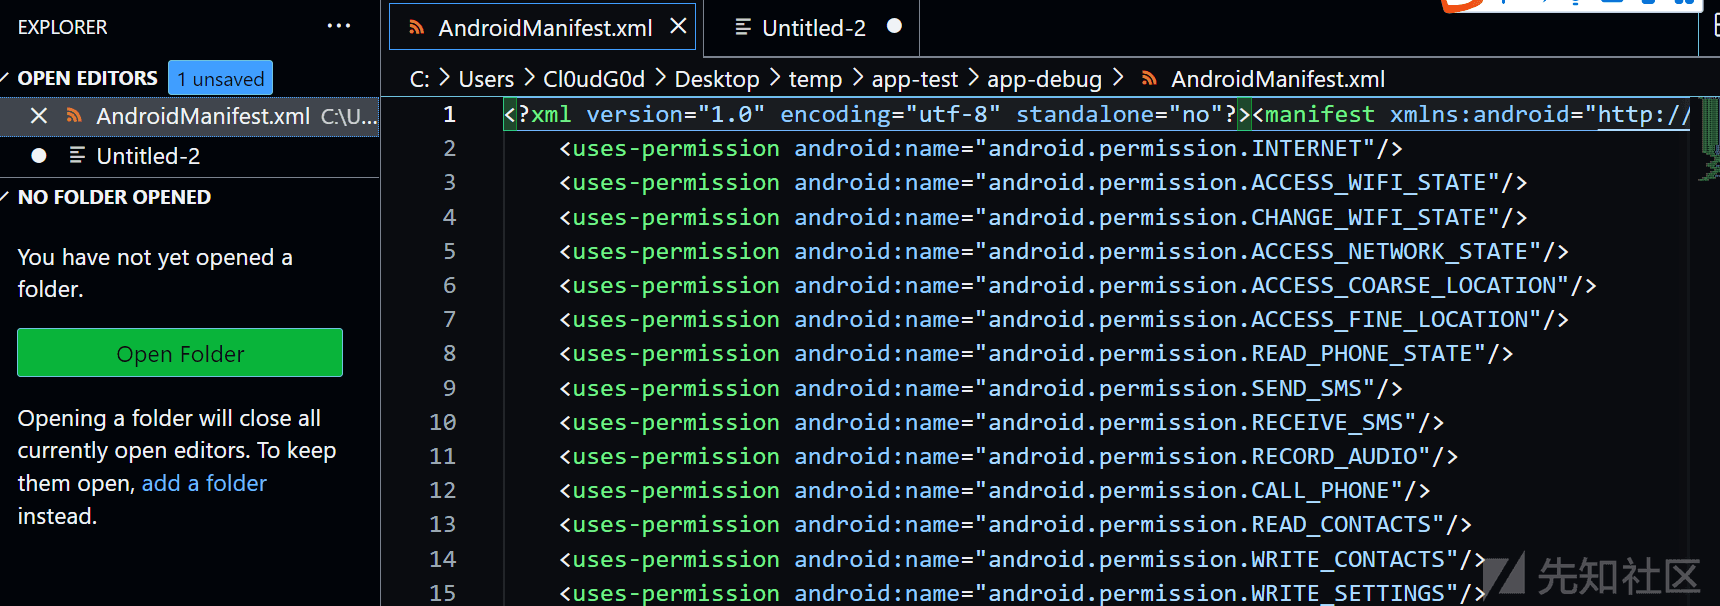 EXPLORER
OPEN EDITORS 1 unsaved
AndroidManifest.xml C:\U...
Untitled-2
NO FOLDER OPENED
You have not yet opened a
folder.
Open Folder
Opening a folder will close all
currently open editors. To keep
them open, add a folder
instead.
AndroidManifest.xml
Untitled-2
C: > Users > Cl0udG0d > Desktop > temp > app-test > app-debug > AndroidManifest.xml
1 <?xml version="1.0" encoding="utf-8" standalone="no"?><manifest xmlns:android="http://
2 <uses-permission android:name="android.permission.INTERNET"/>
3 <uses-permission android:name="android.permission.ACCESS_WIFI_STATE"/>
4 <uses-permission android:name="android.permission.CHANGE_WIFI_STATE"/>
5 <uses-permission android:name="android.permission.ACCESS_NETWORK_STATE"/>
6 <uses-permission android:name="android.permission.ACCESS_COARSE_LOCATION"/>
7 <uses-permission android:name="android.permission.ACCESS_FINE_LOCATION"/>
8 <uses-permission android:name="android.permission.READ_PHONE_STATE"/>
9 <uses-permission android:name="android.permission.SEND_SMS"/>
10 <uses-permission android:name="android.permission.RECEIVE_SMS"/>
11 <uses-permission android:name="android.permission.RECORD_AUDIO"/>
12 <uses-permission android:name="android.permission.CALL_PHONE"/>
13 <uses-permission android:name="android.permission.READ_CONTACTS"/>
14 <uses-permission android:name="android.permission.WRITE_CONTACTS"/>
15 <uses-permission android:name="android.permission.WRITE_SETTINGS"/>
先知社区